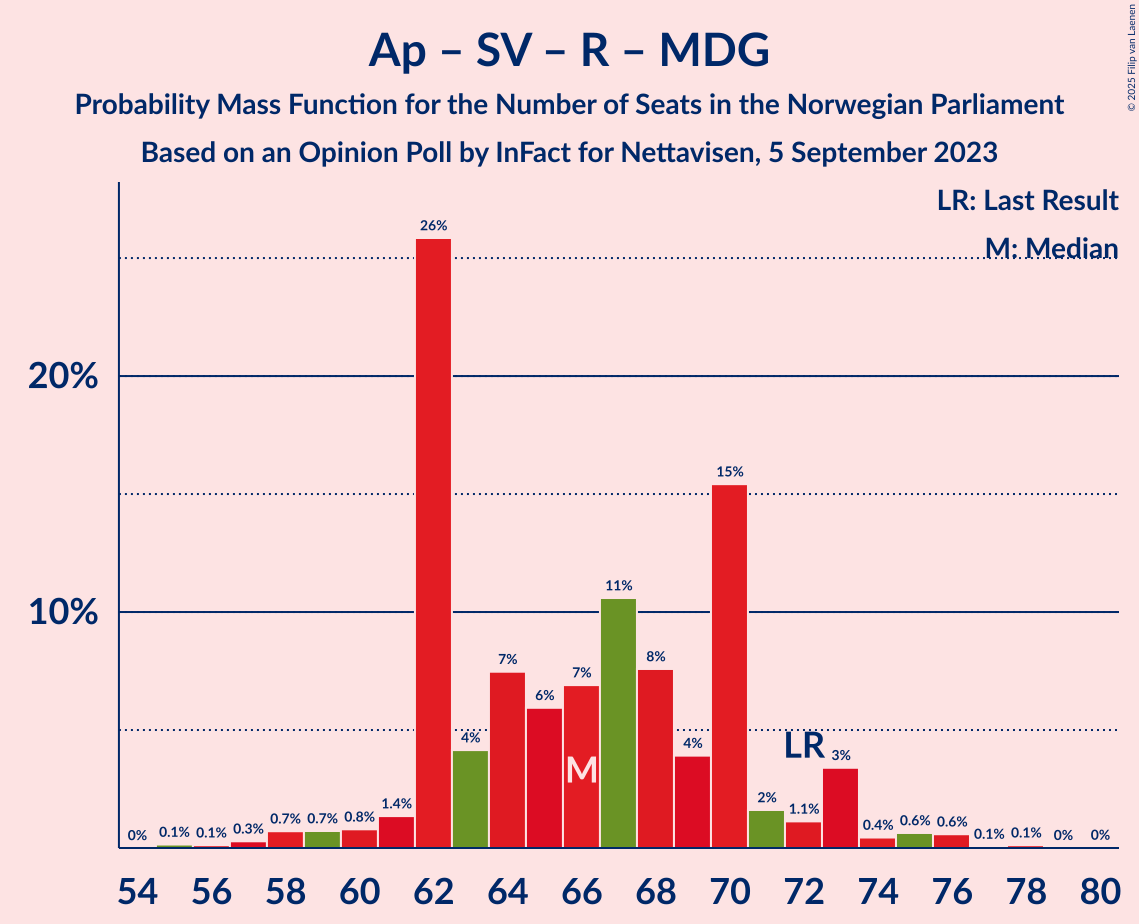 Ap – SV – R – MDG
Probability Mass Function for the Number of Seats in the Norwegian Parliament
Based on an Opinion Poll by InFact for Nettavisen, 5 September 2023
© 2025 Filip van Laenen
LR: Last Result
M: Median
20%
10%
0% 0.1% 0.1% 0.3% 0.7% 0.7% 0.8% 1.4% 26% 4% 7% 6% 7% 11% 8% 4% 15% 2% 1.1% 3% 0.4% 0.6% 0.6% 0.1% 0.1% 0% 0%
M
LR
54 56 58 60 62 64 66 68 70 72 74 76 78 80